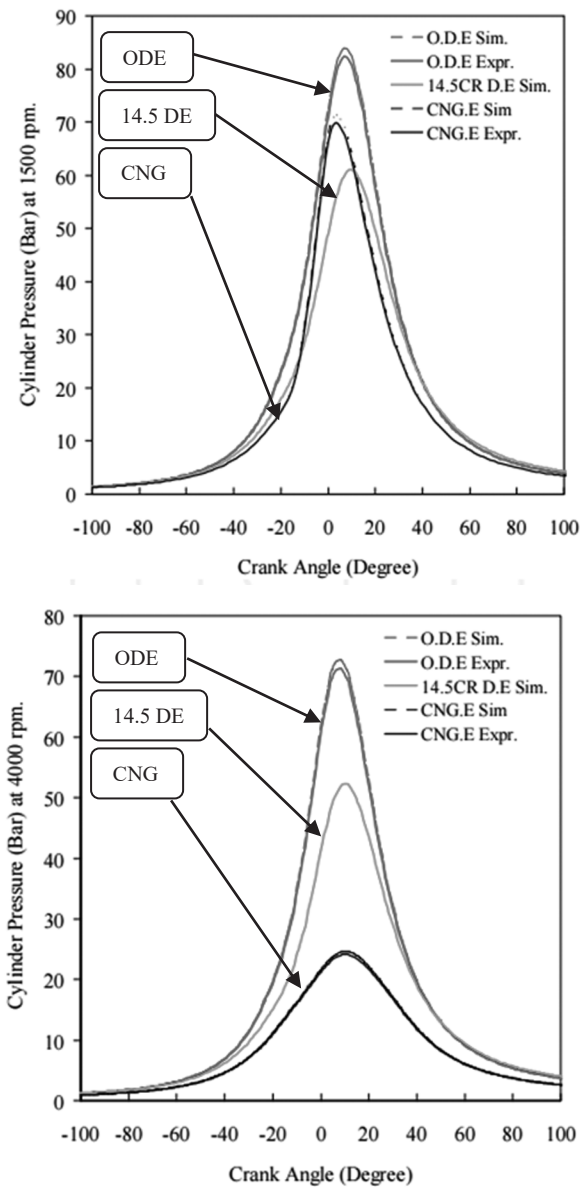 90
80
70
60
50
40
30
20
10
0
Cylinder Pressure (Bar) at 1500 rpm.
ODE
14.5 DE
CNG
O.D.E Sim.
O.D.E Expr.
14.5CR D.E Sim.
CNG.E Sim
CNG.E Expr.
-100 -80 -60 -40 -20 0 20 40 60 80 100
Crank Angle (Degree)
80
70
60
50
40
30
20
10
0
Cylinder Pressure (Bar) at 4000 rpm.
ODE
14.5 DE
CNG
O.D.E Sim.
O.D.E Expr.
14.5CR D.E Sim.
CNG.E Sim
CNG.E Expr.
-100 -80 -60 -40 -20 0 20 40 60 80 100
Crank Angle (Degree)